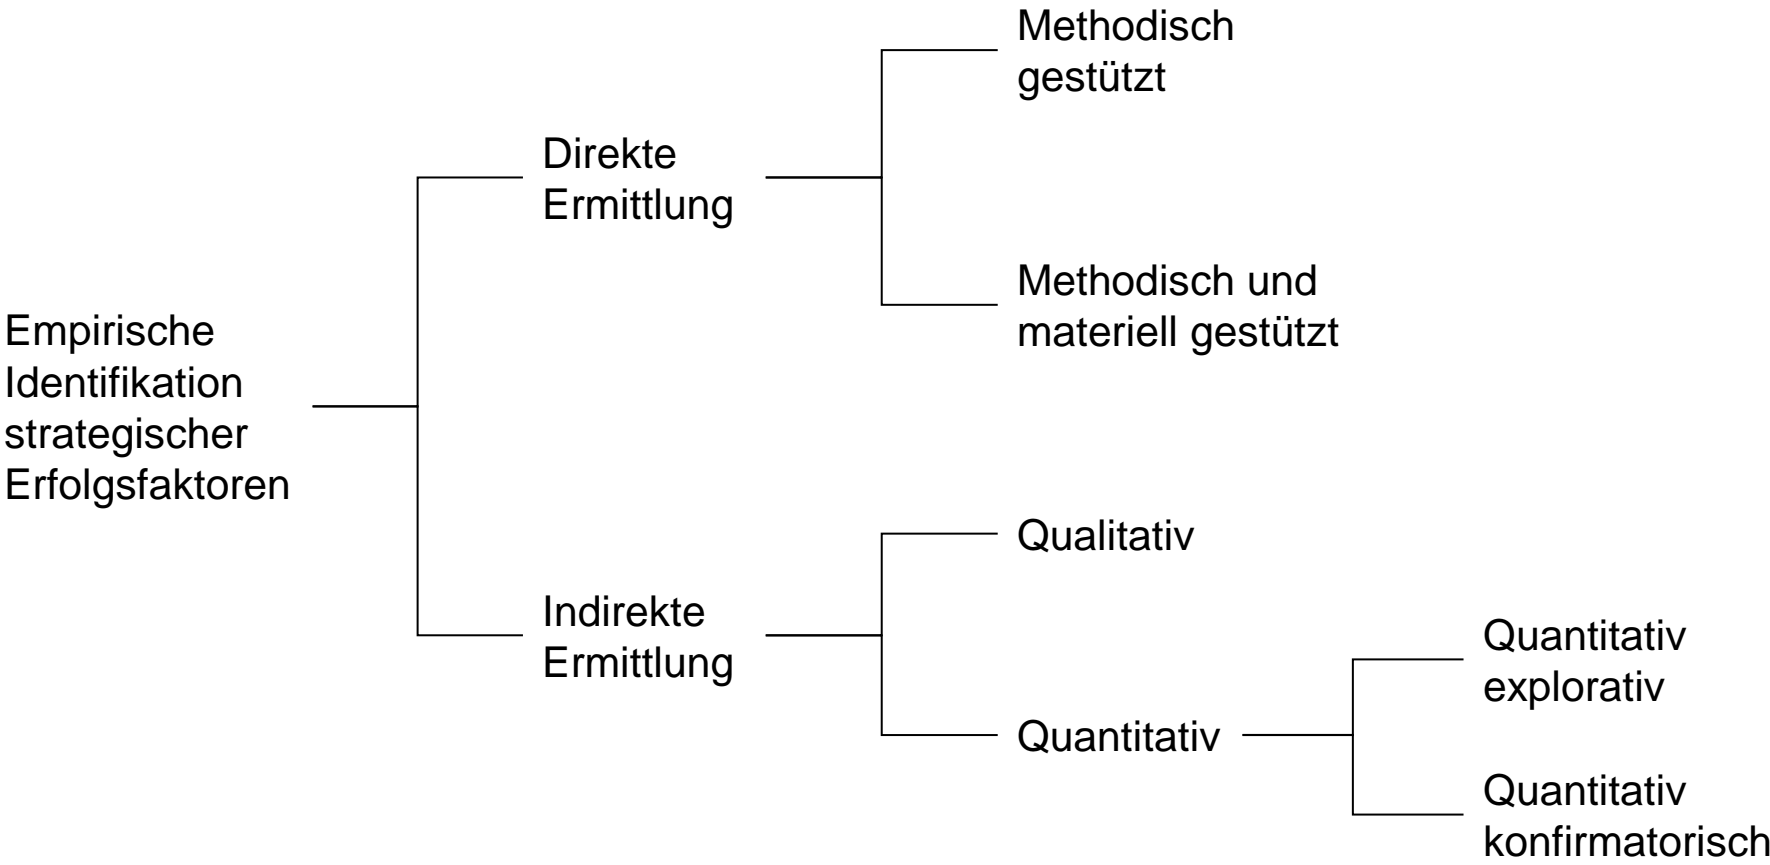 Methodisch
gestützt
Direkte
Ermittlung
Methodisch und
materiell gestützt
Empirische
Identifikation
strategischer
Erfolgsfaktoren
Qualitativ
Indirekte
Ermittlung
Quantitativ
explorativ
Quantitativ
Quantitativ
konfirmatorisch